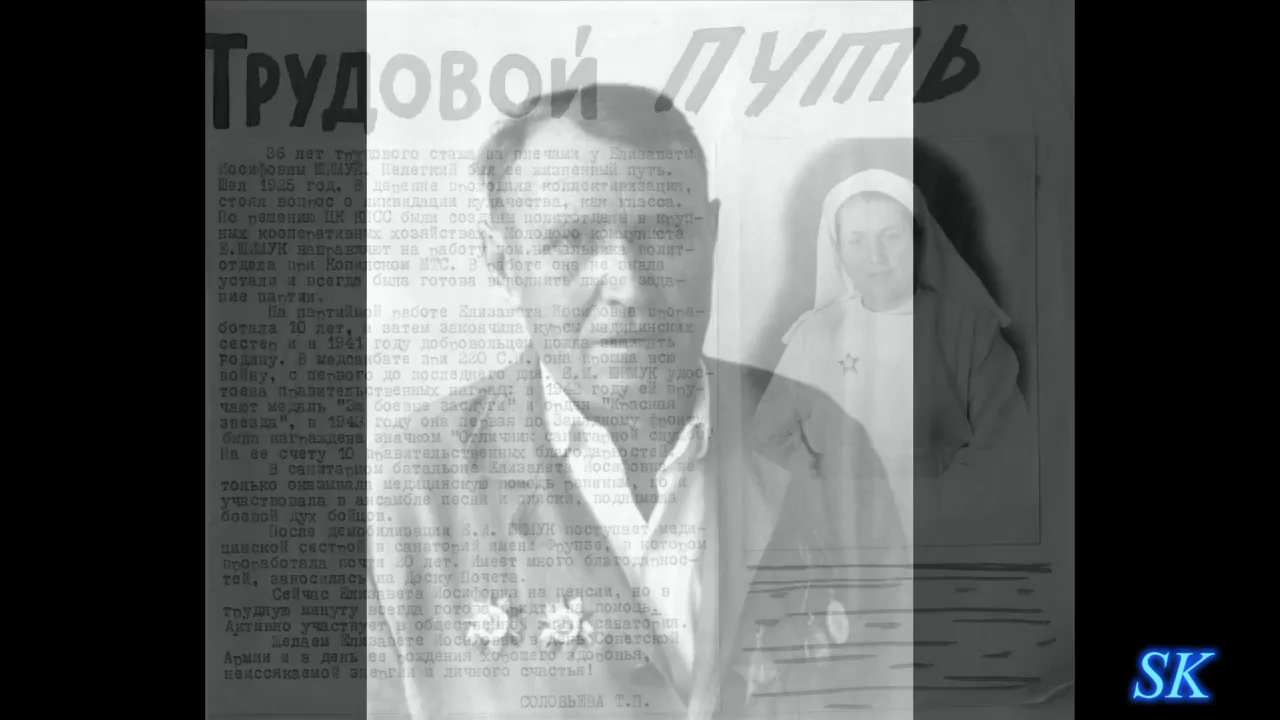 Трудовой путь
36 лет трудового стажа за плечами у Елизаветы
Иосифовны ШИМУК. Нелегкий был ее жизненный путь.
Шел 1925 год. В деревне проходила коллективизация,
стоял вопрос о ликвидации кулачества, как класса.
По решению ЦК КПСС были созданы политотделы в круп-
ных кооперативных хозяйствах. Молодого коммуниста
Е.ШИМУК направляют на работу пом.начальника полит-
отдела при Копыльском МТС. В работе она не знала
устали и всегда была готова выполнить любое зада-
ние партии.
На партийной работе Елизавета Иосифовна прора-
ботала 10 лет, а затем закончила курсы медицинских
сестер и в 1941 году добровольцем пошла защищать
Родину. В медсанбате при 220 С.Д. она прошла всю
войну, с первого до последнего дня. Е.И. ШИМУК удос-
тоена правительственных наград: в 1942 году ей вру-
чают медаль "За боевые заслуги" и орден "Красная
звезда", в 1943 году она первая по Западному фронту
была награждена значком "Отличник санитарной службы"
На ее счету 10 правительственных благодарностей.
В санитарном батальоне Елизавета Иосифовна не
только оказывала медицинскую помощь раненым, но и
участвовала в ансамбле песни и пляски, поднимала
боевой дух бойцов.
После демобилизации Е.И. ШИМУК поступает меди-
цинской сестрой в санаторий имени Фрунзе, в котором
проработала почти 20 лет. Имеет много благодарнос-
тей, заносилась на Доску Почета.
Сейчас Елизавета Иосифовна на пенсии, но в
трудную минуту всегда готова на помощь.
Активно участвует в общественной санатория.
Желаем Елизавете Иосифовне в день Советской
Армии и в день ее рождения хорошего здоровья,
неиссякаемой энергии и личного счастья!
СОЛОВЬЕВА Т.П.
SK